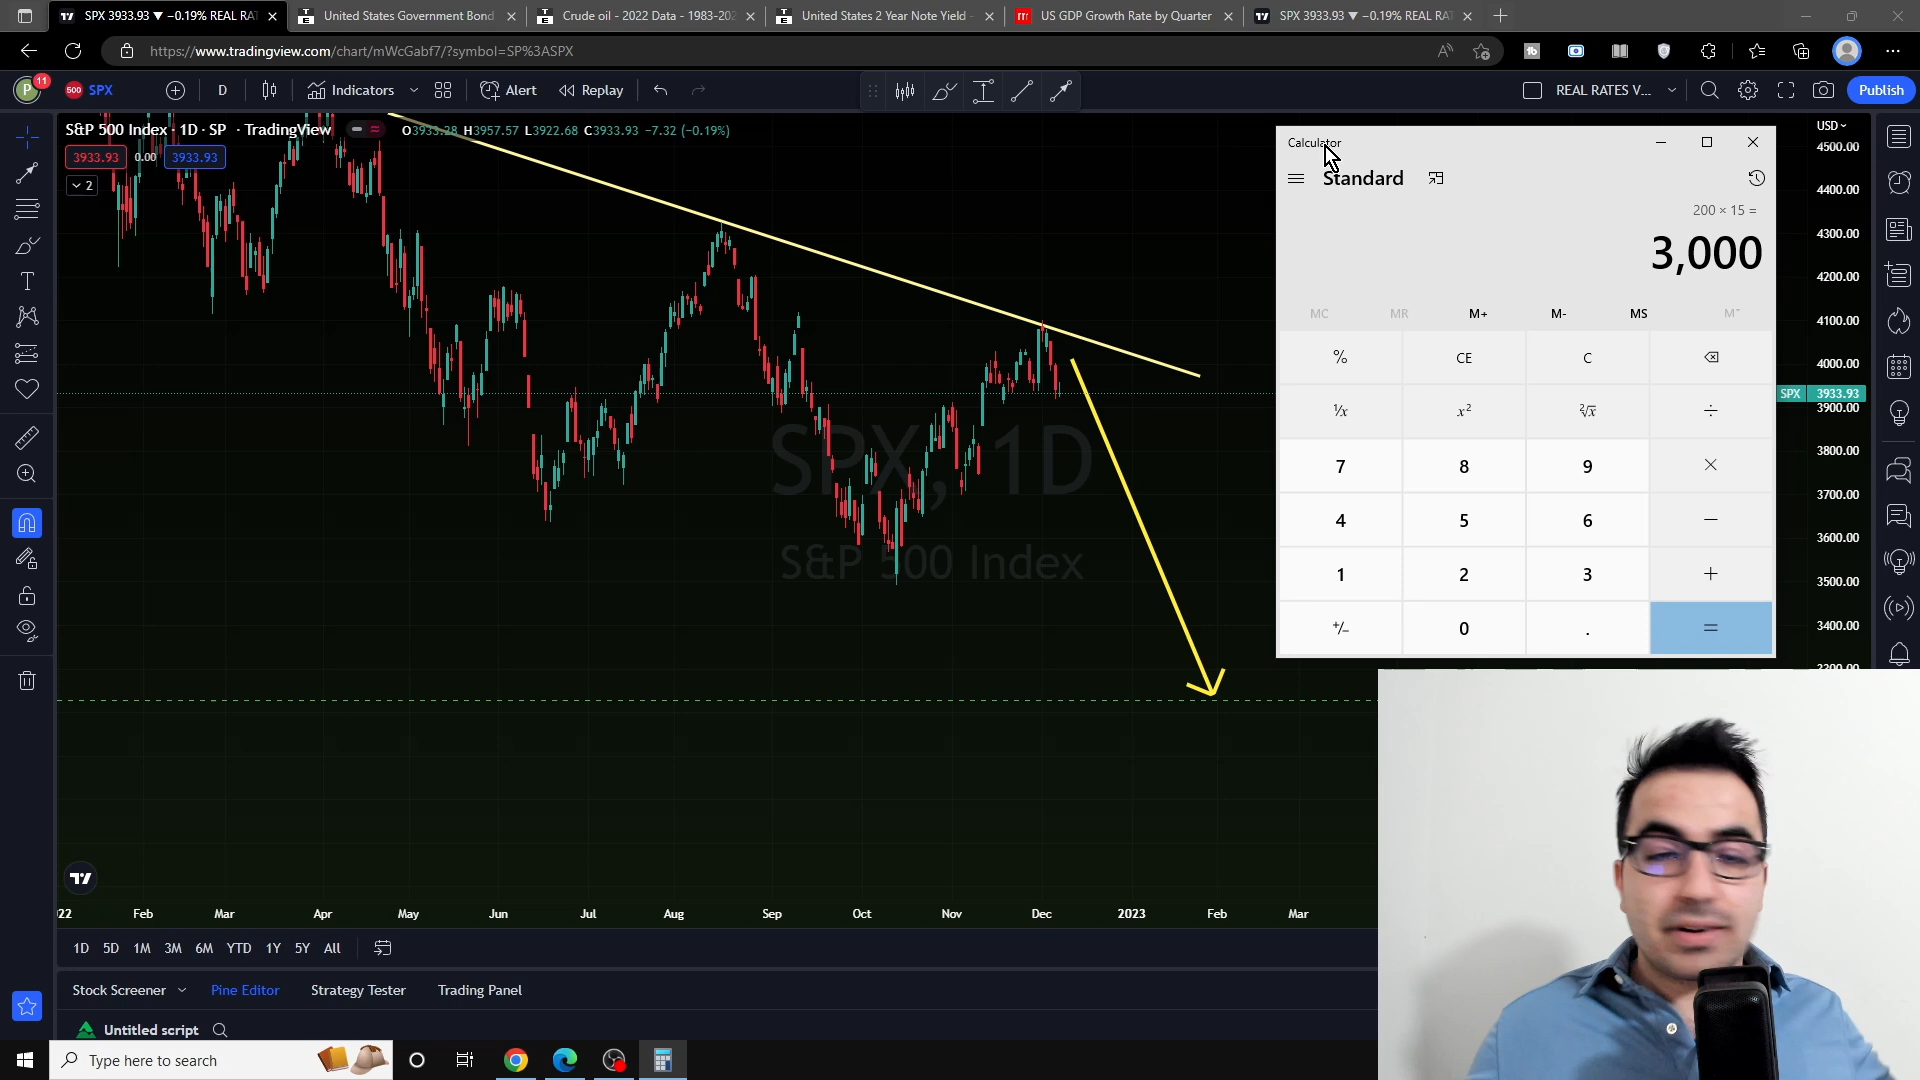 SPX 3933.93 ▼ −0.19% REAL RAT
United States Government Bond
Crude oil - 2022 Data - 1983-202
United States 2 Year Note Yield -
US GDP Growth Rate by Quarter
SPX 3933.93 ▼ −0.19% REAL RAT
https://www.tradingview.com/chart/mWcGabf7/?symbol=SP%3ASPX
P
11
500
SPX
D
Indicators
Alert
Replay
REAL RATES V...
Publish
S&P 500 Index · 1D · SP · TradingView
O3933.28 H3957.57 L3922.68 C3933.93 −7.32 (−0.19%)
3933.93
0.00
3933.93
2
SPX, 1D
S&P 500 Index
USD
4500.00
4400.00
4300.00
4200.00
4100.00
4000.00
SPX 3933.93
3900.00
3800.00
3700.00
3600.00
3500.00
3400.00
3200.00
Calculator
Standard
200 × 15 =
3,000
MC MR M+ M- MS M˅
% CE C
¹/x x² ²√x ÷
7 8 9 ×
4 5 6 −
1 2 3 +
+/− 0 . =
22 Feb Mar Apr May Jun Jul Aug Sep Oct Nov Dec 2023 Feb Mar
1D 5D 1M 3M 6M YTD 1Y 5Y All
Stock Screener
Pine Editor
Strategy Tester
Trading Panel
Untitled script
Type here to search